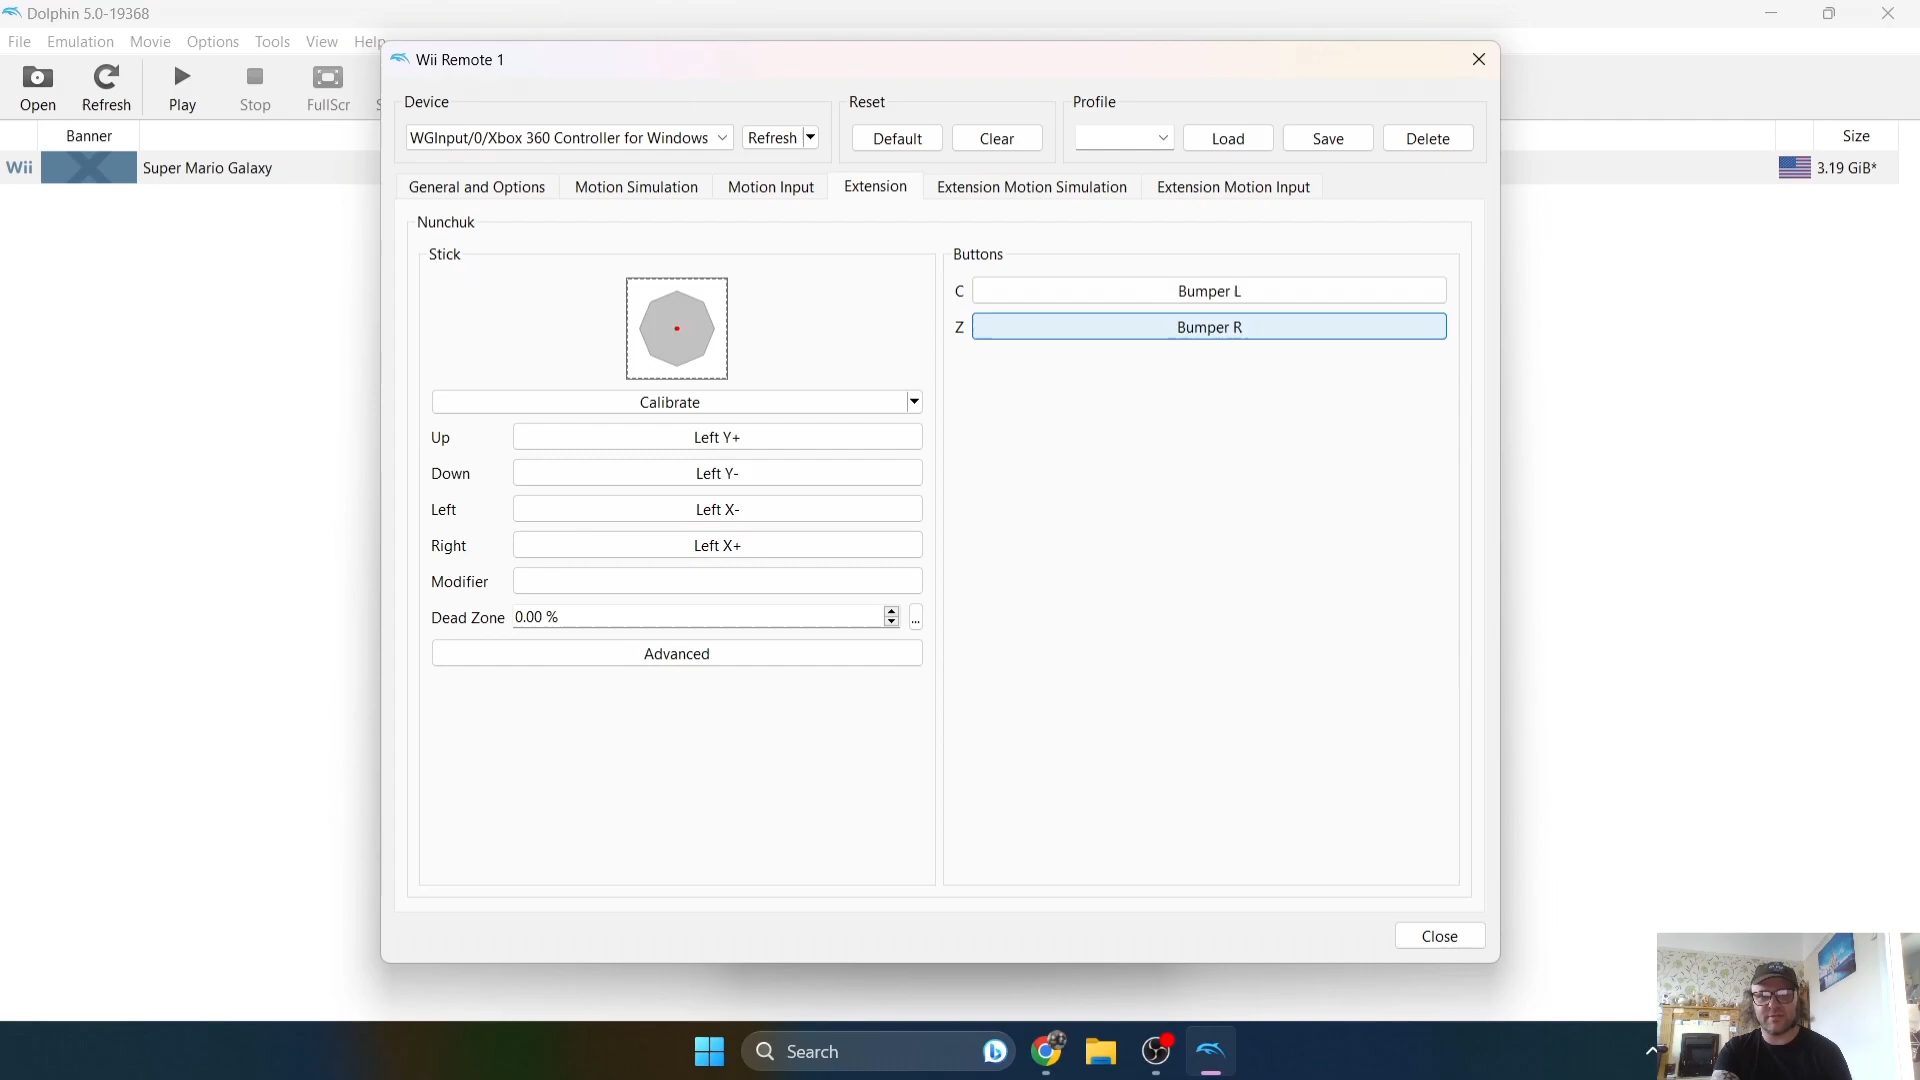 Dolphin 5.0-19368
File Emulation Movie Options Tools View Help
Open Refresh Play Stop FullScr S
Banner Size
Wii Super Mario Galaxy 3.19 GiB*
Wii Remote 1
Device Reset Profile
WGInput/0/Xbox 360 Controller for Windows Refresh Default Clear Load Save Delete
General and Options Motion Simulation Motion Input Extension Extension Motion Simulation Extension Motion Input
Nunchuk
Stick Buttons
C Bumper L
Z Bumper R
Calibrate
Up Left Y+
Down Left Y-
Left Left X-
Right Left X+
Modifier
Dead Zone 0.00 % ...
Advanced
Close
Search